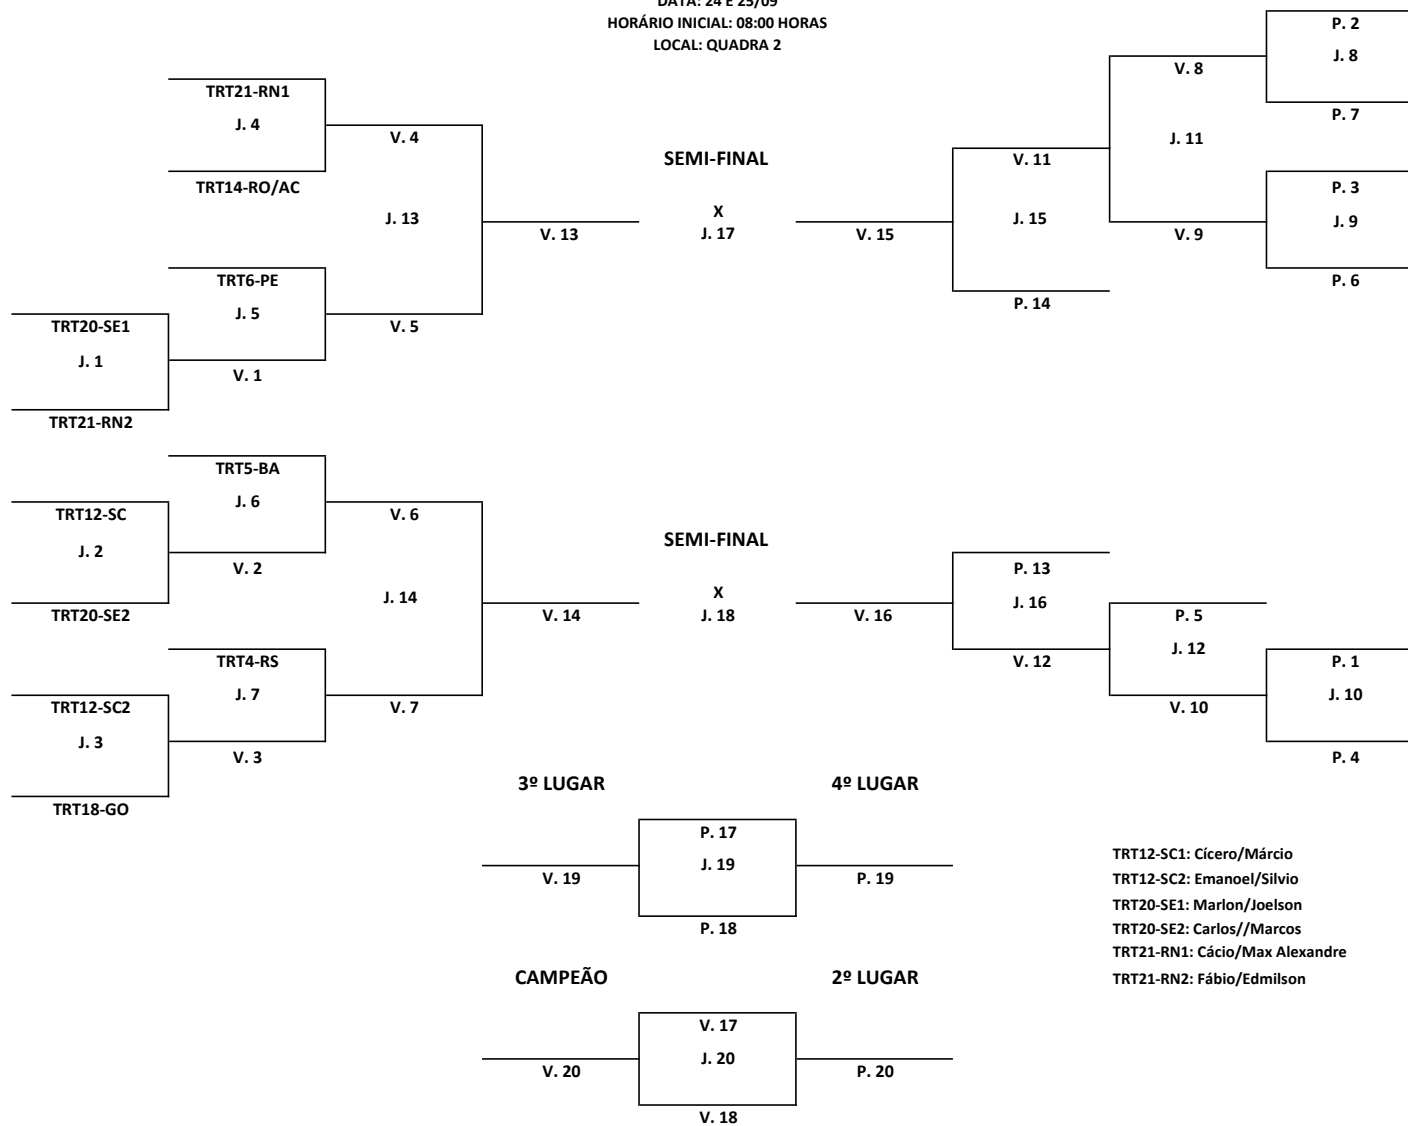 DATA: 24 E 25/09
HORÁRIO INICIAL: 08:00 HORAS
LOCAL: QUADRA 2
P. 2
J. 8
V. 8
P. 7
TRT21-RN1
J. 4
V. 4
J. 11
SEMI-FINAL
V. 11
TRT14-RO/AC
P. 3
X
J. 13
J. 15
J. 9
V. 13
J. 17
V. 15
V. 9
TRT6-PE
P. 6
P. 14
J. 5
TRT20-SE1
V. 5
J. 1
V. 1
TRT21-RN2
TRT5-BA
J. 6
TRT12-SC
V. 6
J. 2
SEMI-FINAL
V. 2
P. 13
X
J. 14
J. 16
TRT20-SE2
V. 14
J. 18
V. 16
P. 5
J. 12
TRT4-RS
V. 12
P. 1
J. 7
J. 10
TRT12-SC2
V. 7
V. 10
J. 3
V. 3
P. 4
3º LUGAR
4º LUGAR
TRT18-GO
P. 17
J. 19
V. 19
P. 19
P. 18
TRT12-SC1: Cícero/Márcio
TRT12-SC2: Emanoel/Silvio
TRT20-SE1: Marlon/Joelson
TRT20-SE2: Carlos//Marcos
TRT21-RN1: Cácio/Max Alexandre
TRT21-RN2: Fábio/Edmilson
CAMPEÃO
2º LUGAR
V. 17
J. 20
V. 20
P. 20
V. 18